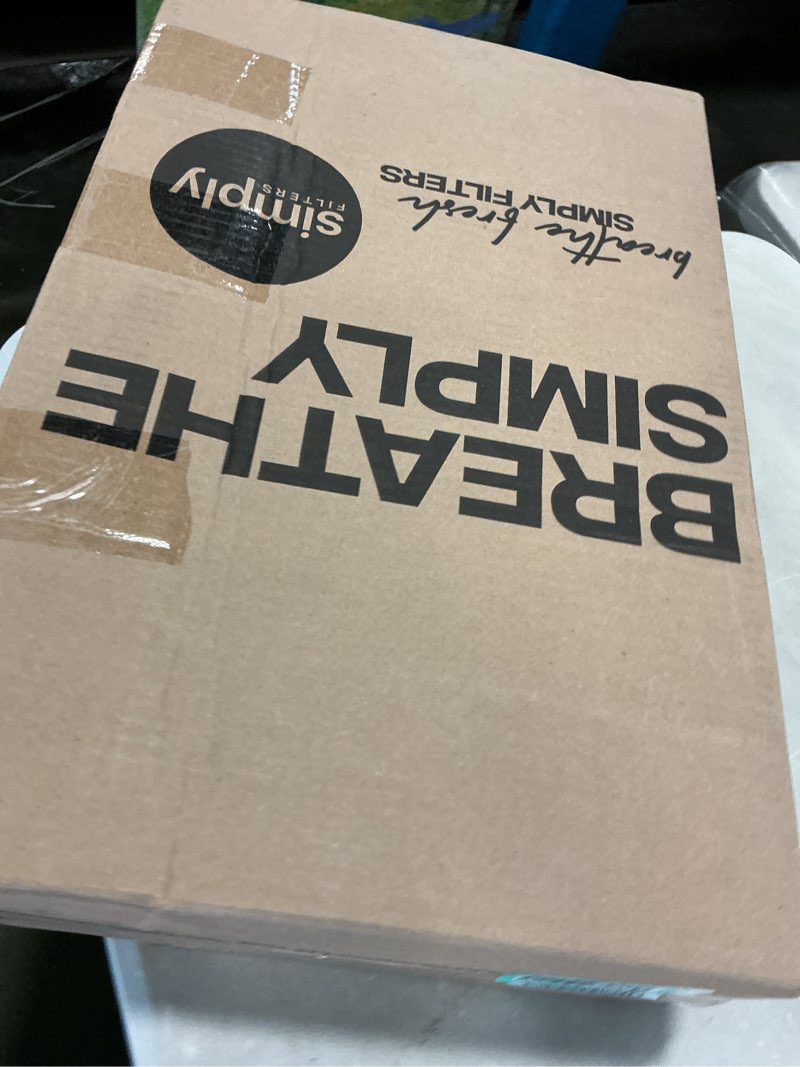 BREATHE
SIMPLY
breathe fresh
SIMPLY FILTERS
simply
FILTERS